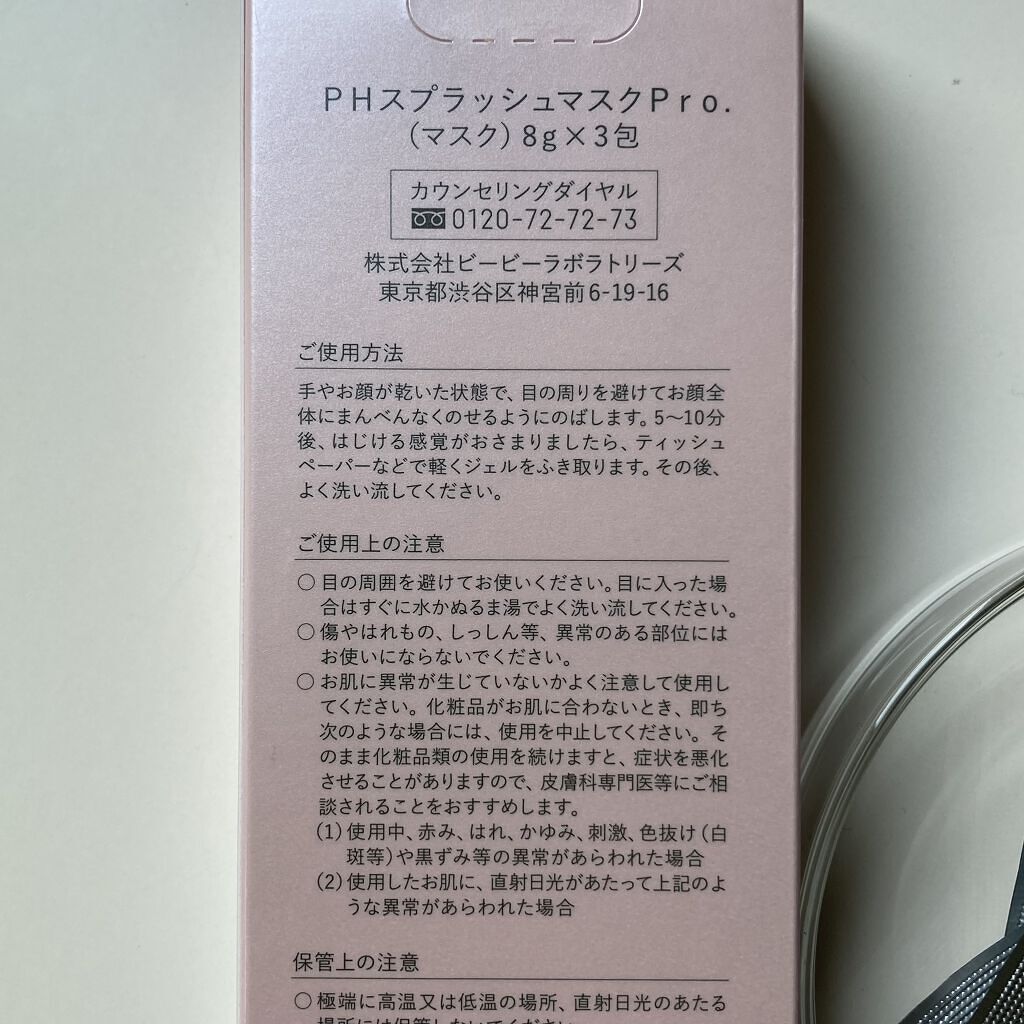 PHスプラッシュマスクPro.
(マスク) 8g×3包
カウンセリングダイヤル
0120-72-72-73
株式会社ビービーラボラトリーズ
東京都渋谷区神宮前6-19-16
ご使用方法
手やお顔が乾いた状態で、目の周りを避けてお顔全
体にまんべんなくのせるようにのばします。5〜10分
後、はじける感覚がおさまりましたら、ティッシュ
ペーパーなどで軽くジェルをふき取ります。その後、
よく洗い流してください。
ご使用上の注意
○目の周囲を避けてお使いください。目に入った場
合はすぐに水かぬるま湯でよく洗い流してください。
○傷やはれもの、しっしん等、異常のある部位には
お使いにならないでください。
○お肌に異常が生じていないかよく注意して使用し
てください。化粧品がお肌に合わないとき、即ち
次のような場合には、使用を中止してください。そ
のまま化粧品類の使用を続けますと、症状を悪化
させることがありますので、皮膚科専門医等にご相
談されることをおすすめします。
(1)使用中、赤み、はれ、かゆみ、刺激、色抜け(白
斑等)や黒ずみ等の異常があらわれた場合
(2)使用したお肌に、直射日光があたって上記のよ
うな異常があらわれた場合
保管上の注意
○極端に高温又は低温の場所、直射日光のあたる
場所には保管しないでください